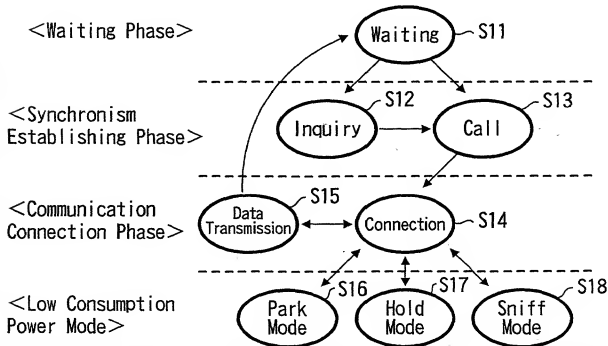 <Waiting Phase>
Waiting
S11
<Synchronism
Establishing Phase>
Inquiry
S12
Call
S13
<Communication
Connection Phase>
Data
Transmission
S15
Connection
S14
<Low Consumption
Power Mode>
Park
Mode
S16
Hold
Mode
S17
Sniff
Mode
S18